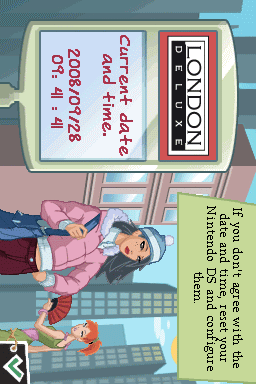 LONDON
DELUXE
Current date
and time.
2008/09/28
09: 41 : 41
If you don't agree with the
date and time, reset your
Nintendo DS and configure
them.